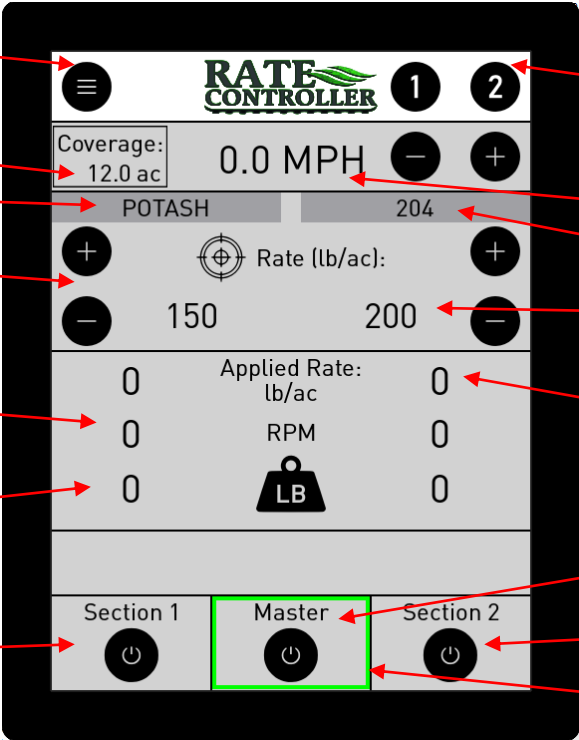 RATE
CONTROLLER
1
2
Coverage:
12.0 ac
0.0 MPH
POTASH
204
Rate (lb/ac):
150
200
0
Applied Rate:
lb/ac
0
0
RPM
0
0
LB
0
Section 1
Master
Section 2